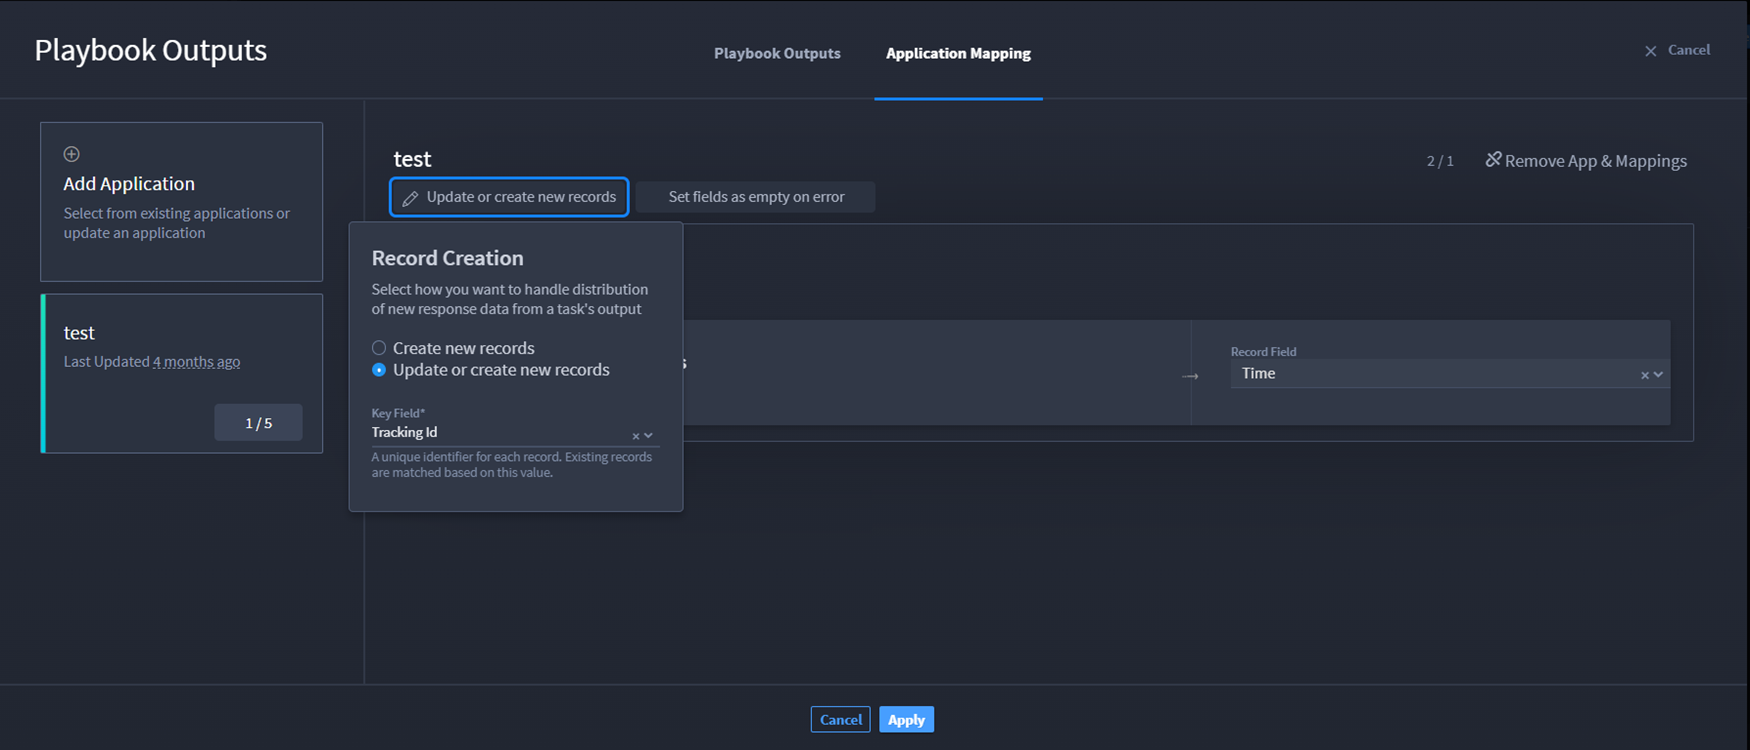 Playbook Outputs
Playbook Outputs
Application Mapping
Cancel
Add Application
Select from existing applications or
update an application
test
Last Updated 4 months ago
1 / 5
test
2 / 1
Remove App & Mappings
Update or create new records
Set fields as empty on error
Record Creation
Select how you want to handle distribution
of new response data from a task's output
Create new records
Update or create new records
Key Field*
Tracking Id
A unique identifier for each record. Existing records
are matched based on this value.
Record Field
Time
Cancel
Apply